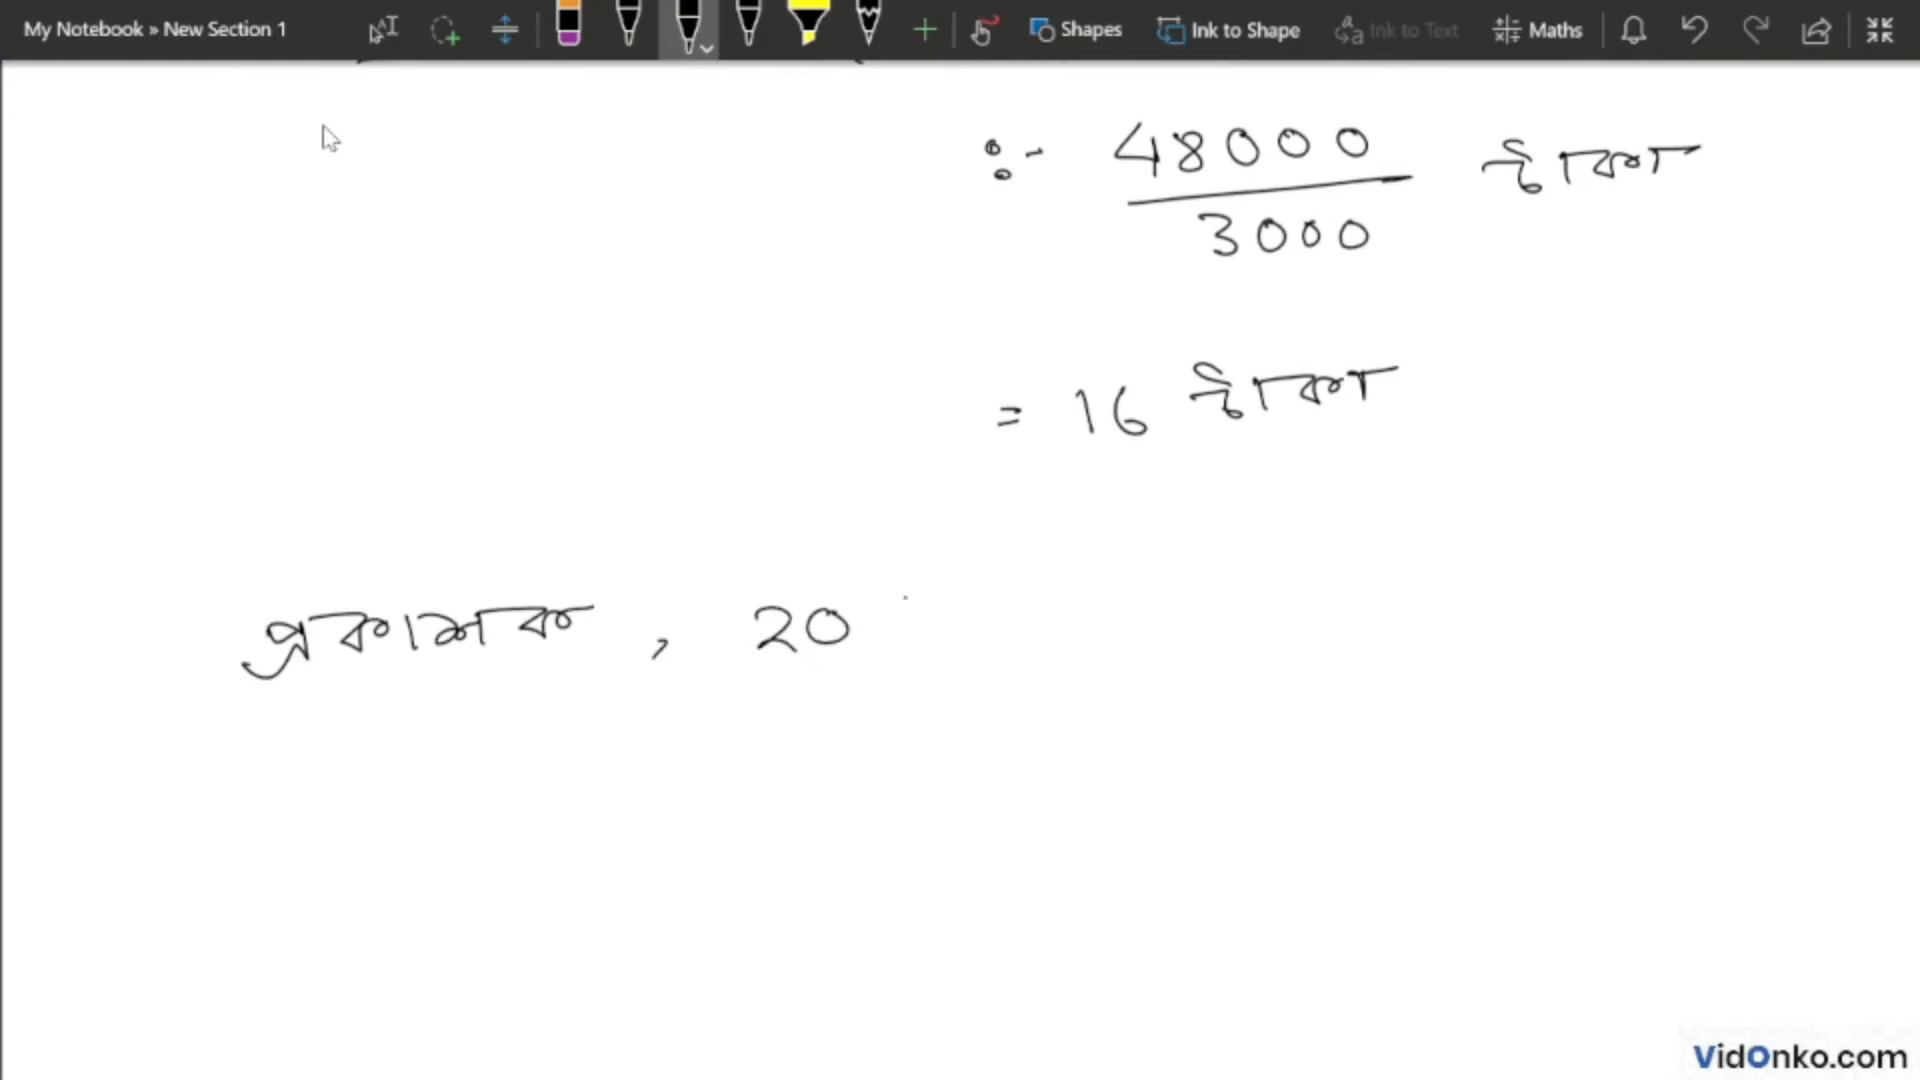 My Notebook » New Section 1 Shapes Ink to Shape Ink to Text Maths
∴ 48000 টাকা
3000
= 16 টাকা
প্রকাশক, 20
VidOnko.com